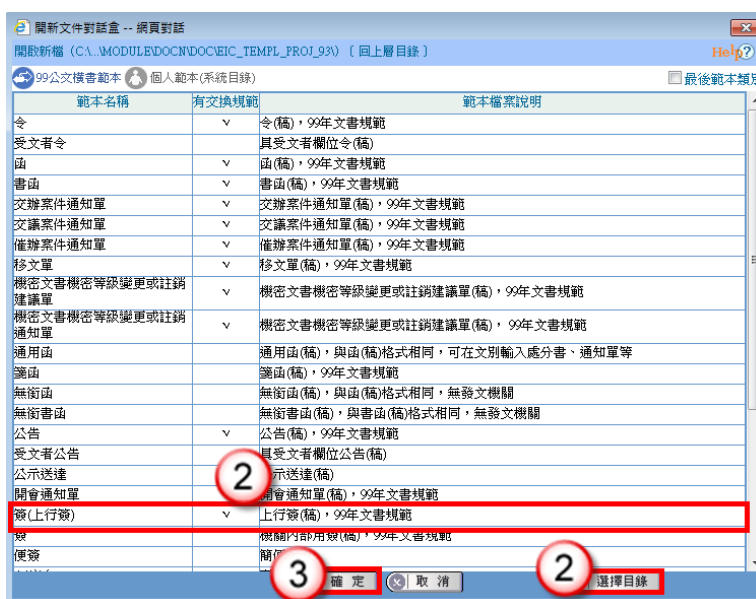 開新文件對話盒 -- 網頁對話
開啟新檔 (C:\...\MODULE\DOCN\DOC\EIC_TEMPL_PROJ_93\) 〔 回上層目錄 〕 Help?
99公文橫書範本 個人範本(系統目錄) 最後範本類別
範本名稱 有交換規範 範本檔案說明
令 v 令(稿)，99年文書規範
受文者令 具受文者欄位令(稿)
函 v 函(稿)，99年文書規範
書函 v 書函(稿)，99年文書規範
交辦案件通知單 v 交辦案件通知單(稿)，99年文書規範
交議案件通知單 v 交議案件通知單(稿)，99年文書規範
催辦案件通知單 v 催辦案件通知單(稿)，99年文書規範
移文單 v 移文單(稿)，99年文書規範
機密文書機密等級變更或註銷
建議單 v 機密文書機密等級變更或註銷建議單(稿)，99年文書規範
機密文書機密等級變更或註銷
通知單 v 機密文書機密等級變更或註銷建議單(稿)， 99年文書規範
通用函 通用函(稿)，與函(稿)格式相同，可在文別輸入處分書、通知單等
箋函 箋函(稿)，99年文書規範
無銜函 無銜函(稿)，與函(稿)格式相同，無發文機關
無銜書函 無銜書函(稿)，與書函(稿)格式相同，無發文機關
公告 v 公告(稿)，99年文書規範
受文者公告 具受文者欄位公告(稿)
公示送達 示送達(稿)
2
開會通知單 開會通知單(稿)，99年文書規範
簽(上行簽) v 上行簽(稿)，99年文書規範
簽 機關內部用簽(稿)，99年文書規範
便簽 簡
3 確 定 取 消 2 選擇目錄